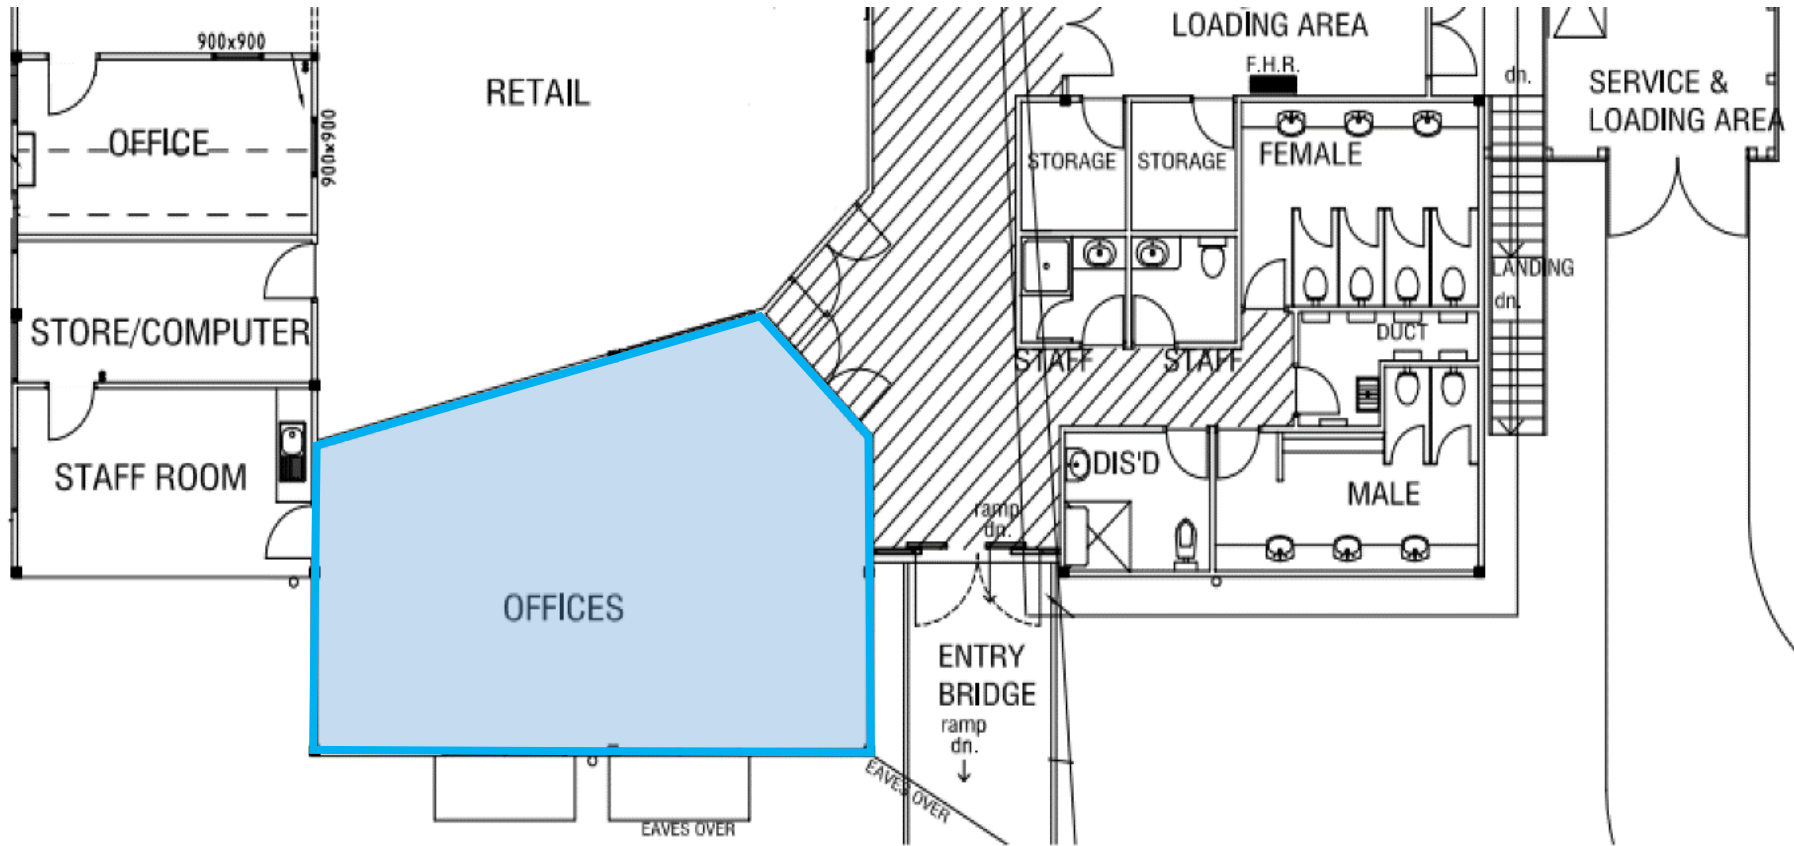 900x900
LOADING AREA
F.H.R.
dn.
RETAIL
SERVICE &
LOADING AREA
OFFICE
900x900
STORAGE
STORAGE
FEMALE
LANDING
dn.
STORE/COMPUTER
DUCT
STAFF
STAFF
STAFF ROOM
DIS'D
MALE
ramp
dn.
OFFICES
ENTRY
BRIDGE
ramp
dn.
EAVES OVER
EAVES OVER